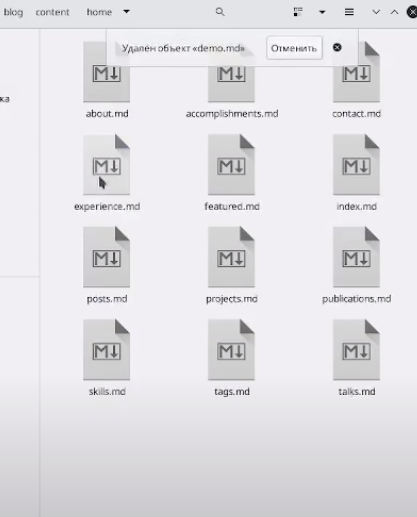 blog content home
ка
Удалён объект «demo.md» Отменить
M↓ M↓ M↓
about.md accomplishments.md contact.md
M↓ M↓ M↓
experience.md featured.md index.md
M↓ M↓ M↓
posts.md projects.md publications.md
M↓ M↓ M↓
skills.md tags.md talks.md